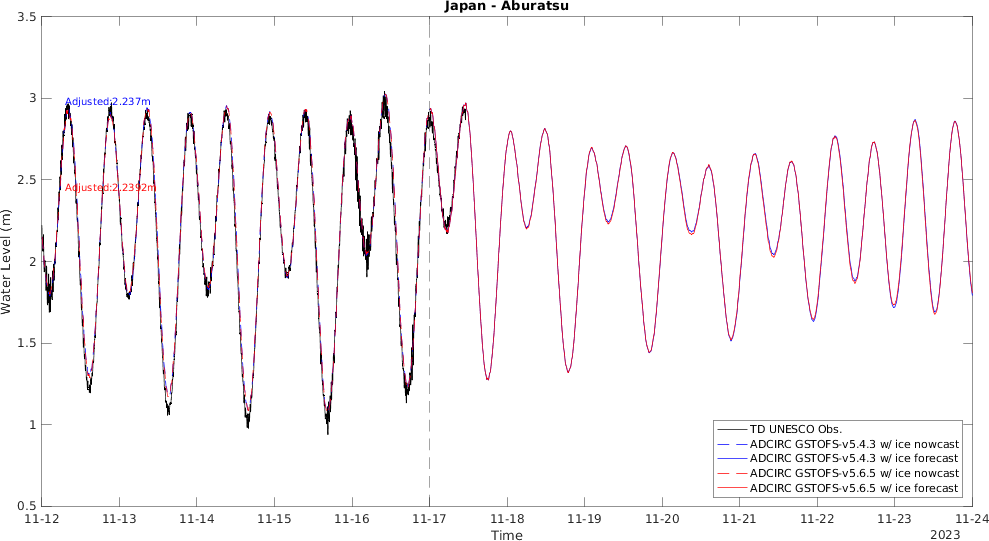 Japan - Aburatsu
3.5
3
2.5
2
1.5
1
0.5
Water Level (m)
Adjusted:2.237m
Adjusted:2.2392m
TD UNESCO Obs.
ADCIRC GSTOFS-v5.4.3 w/ ice nowcast
ADCIRC GSTOFS-v5.4.3 w/ ice forecast
ADCIRC GSTOFS-v5.6.5 w/ ice nowcast
ADCIRC GSTOFS-v5.6.5 w/ ice forecast
11-12 11-13 11-14 11-15 11-16 11-17 11-18 11-19 11-20 11-21 11-22 11-23 11-24
Time
2023